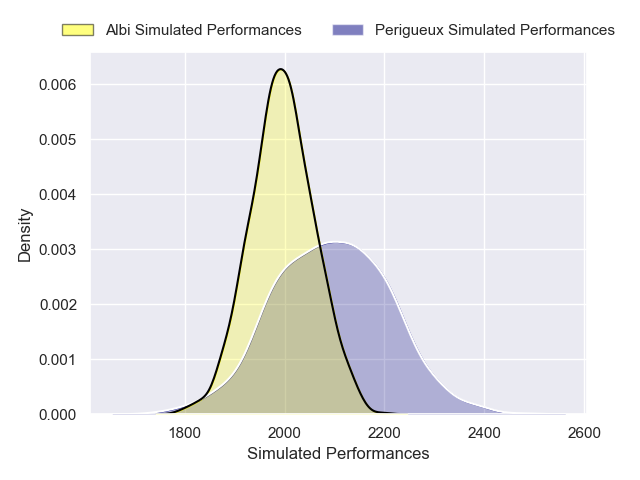 Albi Simulated Performances Perigueux Simulated Performances
0.006
0.005
0.004
0.003
0.002
0.001
0.000
Density
1800 2000 2200 2400 2600
Simulated Performances